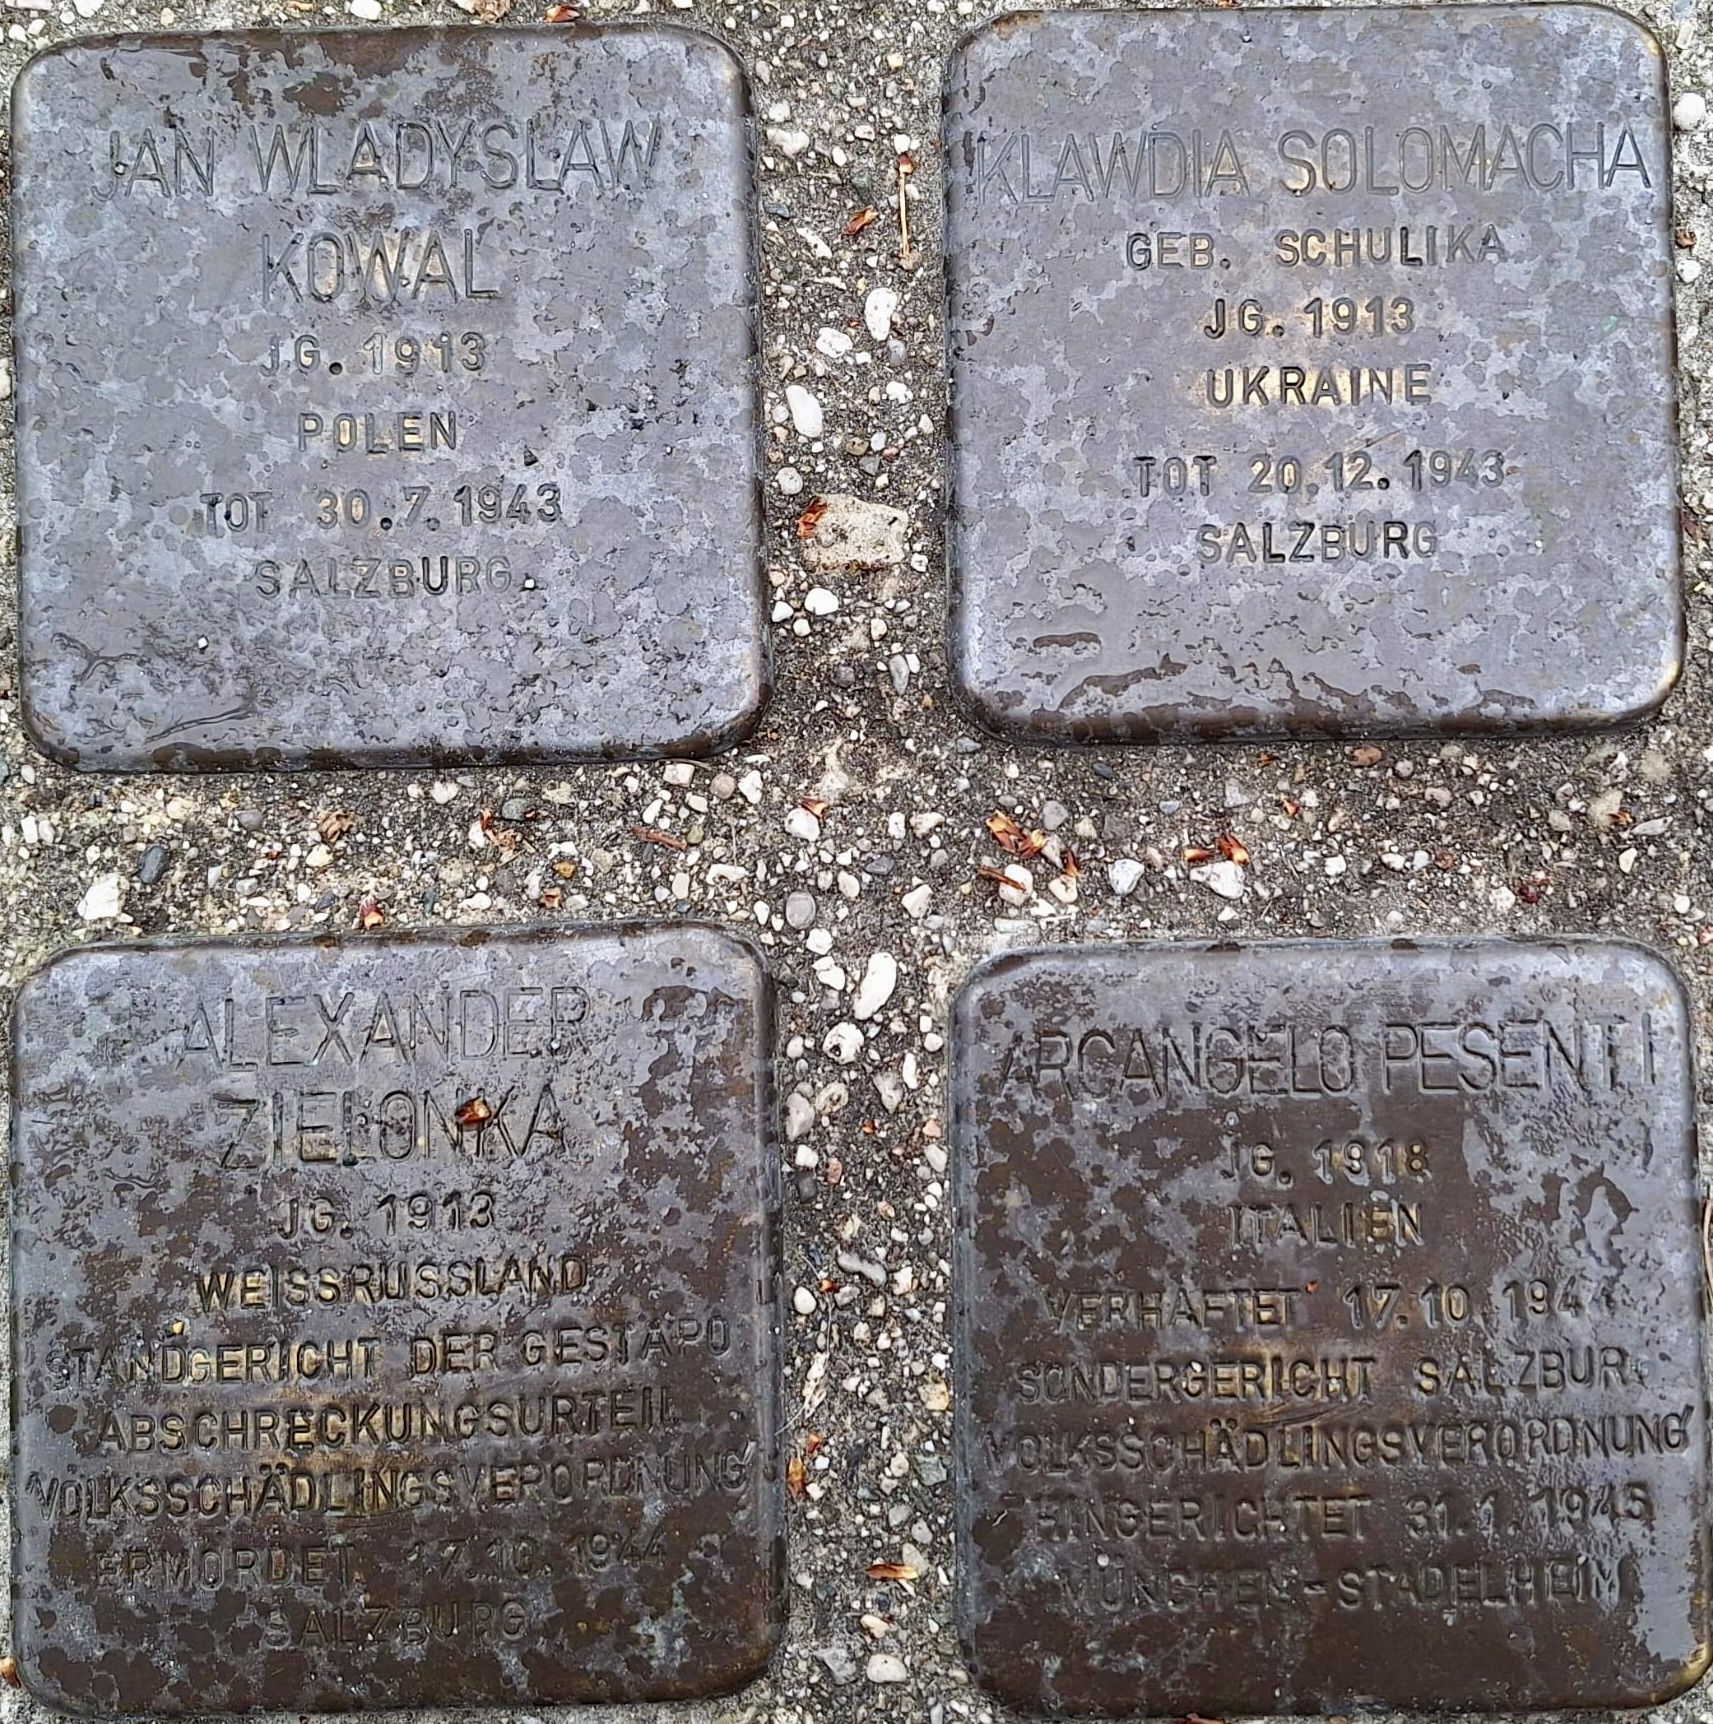 JAN WLADYSLAW
KOWAL
JG. 1913
POLEN
TOT 30.7.1943
SALZBURG
KLAWDIA SOLOMACHA
GEB. SCHULIKA
JG. 1913
UKRAINE
TOT 20.12.1943
SALZBURG
ALEXANDER
ZIELONKA
JG. 1913
WEISSRUSSLAND
STANDGERICHT DER GESTAPO
ABSCHRECKUNGSURTEIL
'VOLKSSCHÄDLINGSVERORDNUNG'
ERMORDET 17.10.1944
SALZBURG
ARCANGELO PESENTI
JG. 1918
ITALIEN
VERHAFTET 17.10.1944
SONDERGERICHT SALZBURG
'VOLKSSCHÄDLINGSVERORDNUNG'
HINGERICHTET 31.1.1945
MÜNCHEN-STADELHEIM